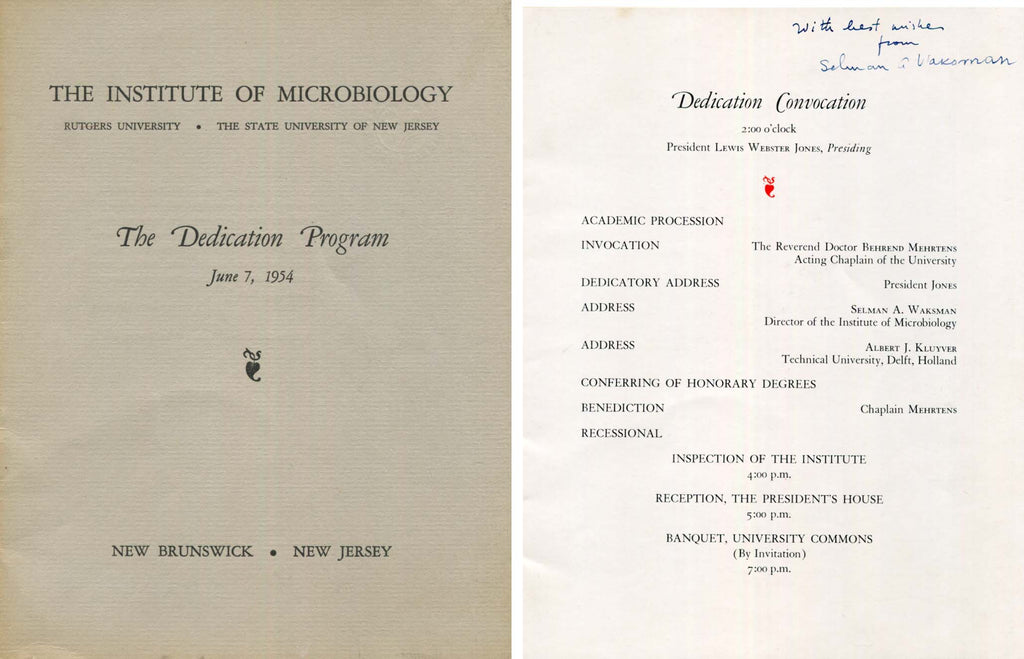 THE INSTITUTE OF MICROBIOLOGY
RUTGERS UNIVERSITY • THE STATE UNIVERSITY OF NEW JERSEY
The Dedication Program
June 7, 1954
NEW BRUNSWICK • NEW JERSEY
With best wishes
from
Selman A Waksman
Dedication Convocation
2:00 o'clock
President LEWIS WEBSTER JONES, Presiding
ACADEMIC PROCESSION
INVOCATION The Reverend Doctor BEHREND MEHRTENS
Acting Chaplain of the University
DEDICATORY ADDRESS President JONES
ADDRESS SELMAN A. WAKSMAN
Director of the Institute of Microbiology
ADDRESS ALBERT J. KLUYVER
Technical University, Delft, Holland
CONFERRING OF HONORARY DEGREES
BENEDICTION Chaplain MEHRTENS
RECESSIONAL
INSPECTION OF THE INSTITUTE
4:00 p.m.
RECEPTION, THE PRESIDENT'S HOUSE
5:00 p.m.
BANQUET, UNIVERSITY COMMONS
(By Invitation)
7:00 p.m.